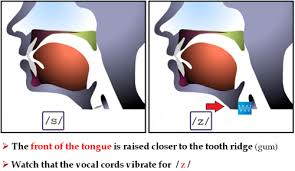 /s/ /z/
➤ The front of the tongue is raised closer to the tooth ridge (gum)
➤ Watch that the vocal cords vibrate for /z/